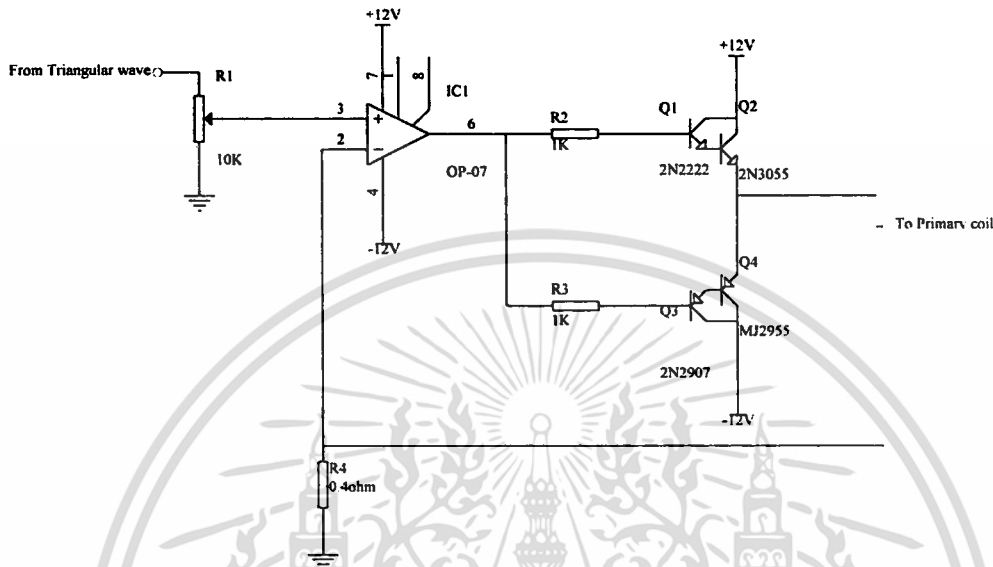 +12V
From Triangular wave
R1
10K
3
2
7
1
8
IC1
6
OP-07
4
-12V
R2
1K
Q1
2N2222
+12V
Q2
2N3055
To Primary coil
R3
1K
Q3
2N2907
Q4
MJ2955
-12V
R4
0.4ohm